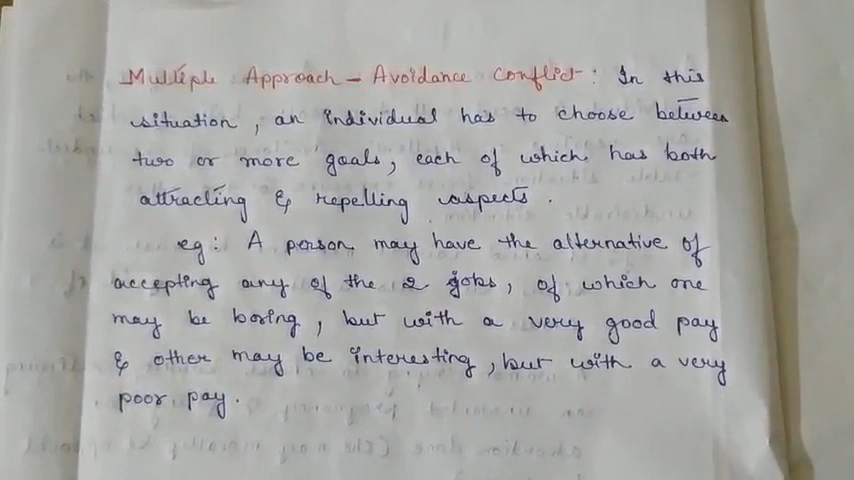 Multiple Approach - Avoidance Conflict : In this
situation, an individual has to choose between
two or more goals, each of which has both
attracting & repelling aspects.
eg: A person may have the alternative of
accepting any of the 2 jobs, of which one
may be boring, but with a very good pay
& other may be interesting, but with a very
poor pay.